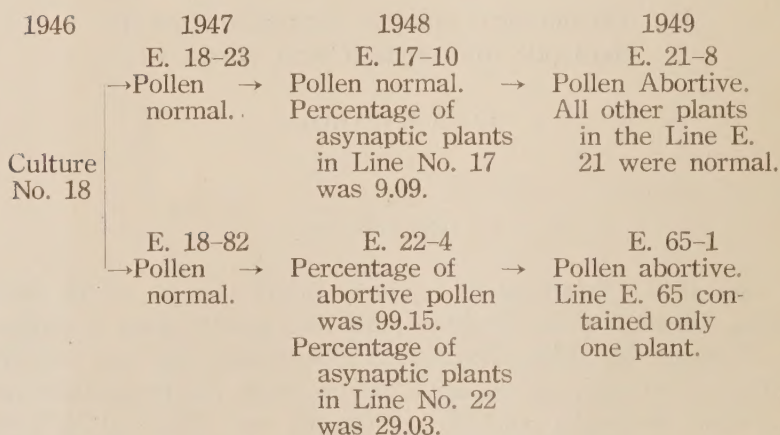 1946 1947 1948 1949
E. 18–23 E. 17–10 E. 21–8
→Pollen → Pollen normal. → Pollen Abortive.
normal. Percentage of All other plants
asynaptic plants in the Line E.
in Line No. 17 21 were normal.
was 9.09.
Culture
No. 18
E. 18–82 E. 22–4 E. 65–1
→Pollen → Percentage of → Pollen abortive.
normal. abortive pollen Line E. 65 con-
was 99.15. tained only
Percentage of one plant.
asynaptic plants
in Line No. 22
was 29.03.